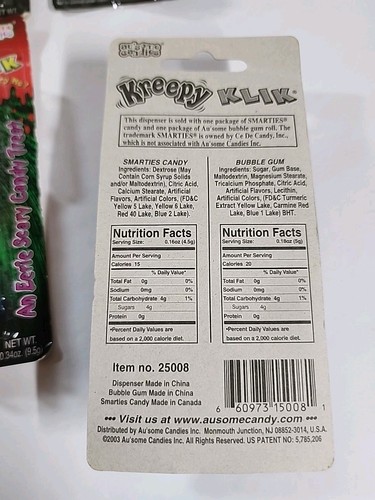 au'some
candies
Kreepy KLIK®
This dispenser is sold with one package of SMARTIES®
candy and one package of Au'some bubble gum roll. The
trademark SMARTIES® is owned by Ce De Candy, Inc.,
which is not associated with Au'some Candies Inc.
SMARTIES CANDY
Ingredients: Dextrose (May
Contain Corn Syrup Solids
and/or Maltodextrin), Citric Acid,
Calcium Stearate, Artificial
Flavors, Artificial Colors, (FD&C
Yellow 5 Lake, Yellow 6 Lake,
Red 40 Lake, Blue 2 Lake).
Nutrition Facts
Serving Size: 0.16oz (4.5g)
Amount Per Serving
Calories 15
% Daily Value*
Total Fat 0g 0%
Sodium 0mg 0%
Total Carbohydrate 4g 1%
Sugars 4g
Protein 0g
*Percent Daily Values are
based on a 2,000 calorie diet.
BUBBLE GUM
Ingredients: Sugar, Gum Base,
Maltodextrin, Magnesium Stearate,
Tricalcium Phosphate, Citric Acid,
Artificial Flavors, Lecithin,
Artificial Colors, (FD&C Turmeric
Extract Yellow Lake, Carmine Red
Lake, Blue 1 Lake) BHT.
Nutrition Facts
Serving Size: 0.18oz (5g)
Amount Per Serving
Calories 20
% Daily Value*
Total Fat 0g 0%
Sodium 0mg 0%
Total Carbohydrate 4g 1%
Sugars 4g
Protein 0g
*Percent Daily Values are
based on a 2,000 calorie diet.
Item no. 25008
Dispenser Made in China
Bubble Gum Made in China
Smarties Candy Made in Canada
6 60973 15008 1
••• Visit us at www.ausomecandy.com •••
Distributed by Au'some Candies Inc. Monmouth Junction, NJ 08852-3014, U.S.A.
©2003 Au'some Candies Inc. All Rights Reserved. US PATENT NO: 5,785,206
An Eerie Scary Candy Treat
NET WT.
0.34oz. (9.5g)